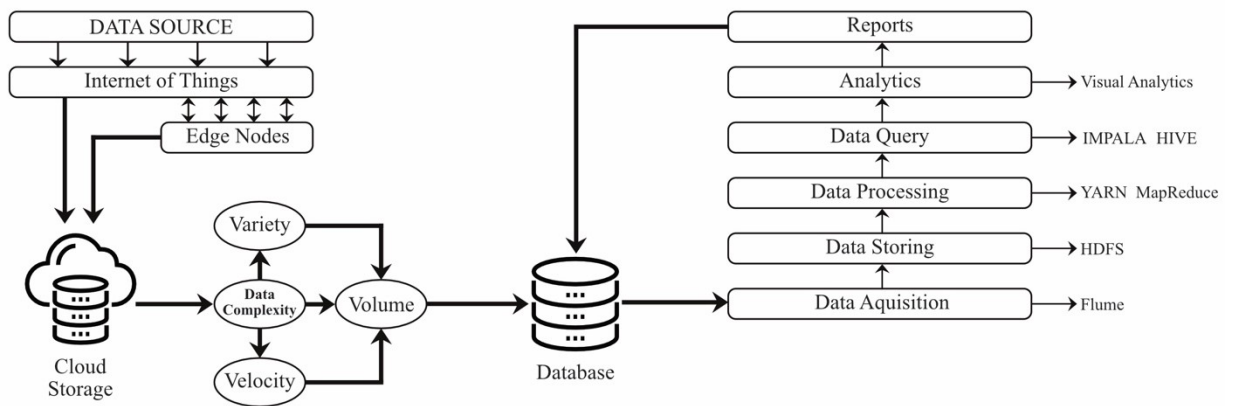 DATA SOURCE
Internet of Things
Edge Nodes
Cloud
Storage
Variety
Data
Complexity
Velocity
Volume
Database
Reports
Analytics
Visual Analytics
Data Query
IMPALA HIVE
Data Processing
YARN MapReduce
Data Storing
HDFS
Data Aquisition
Flume